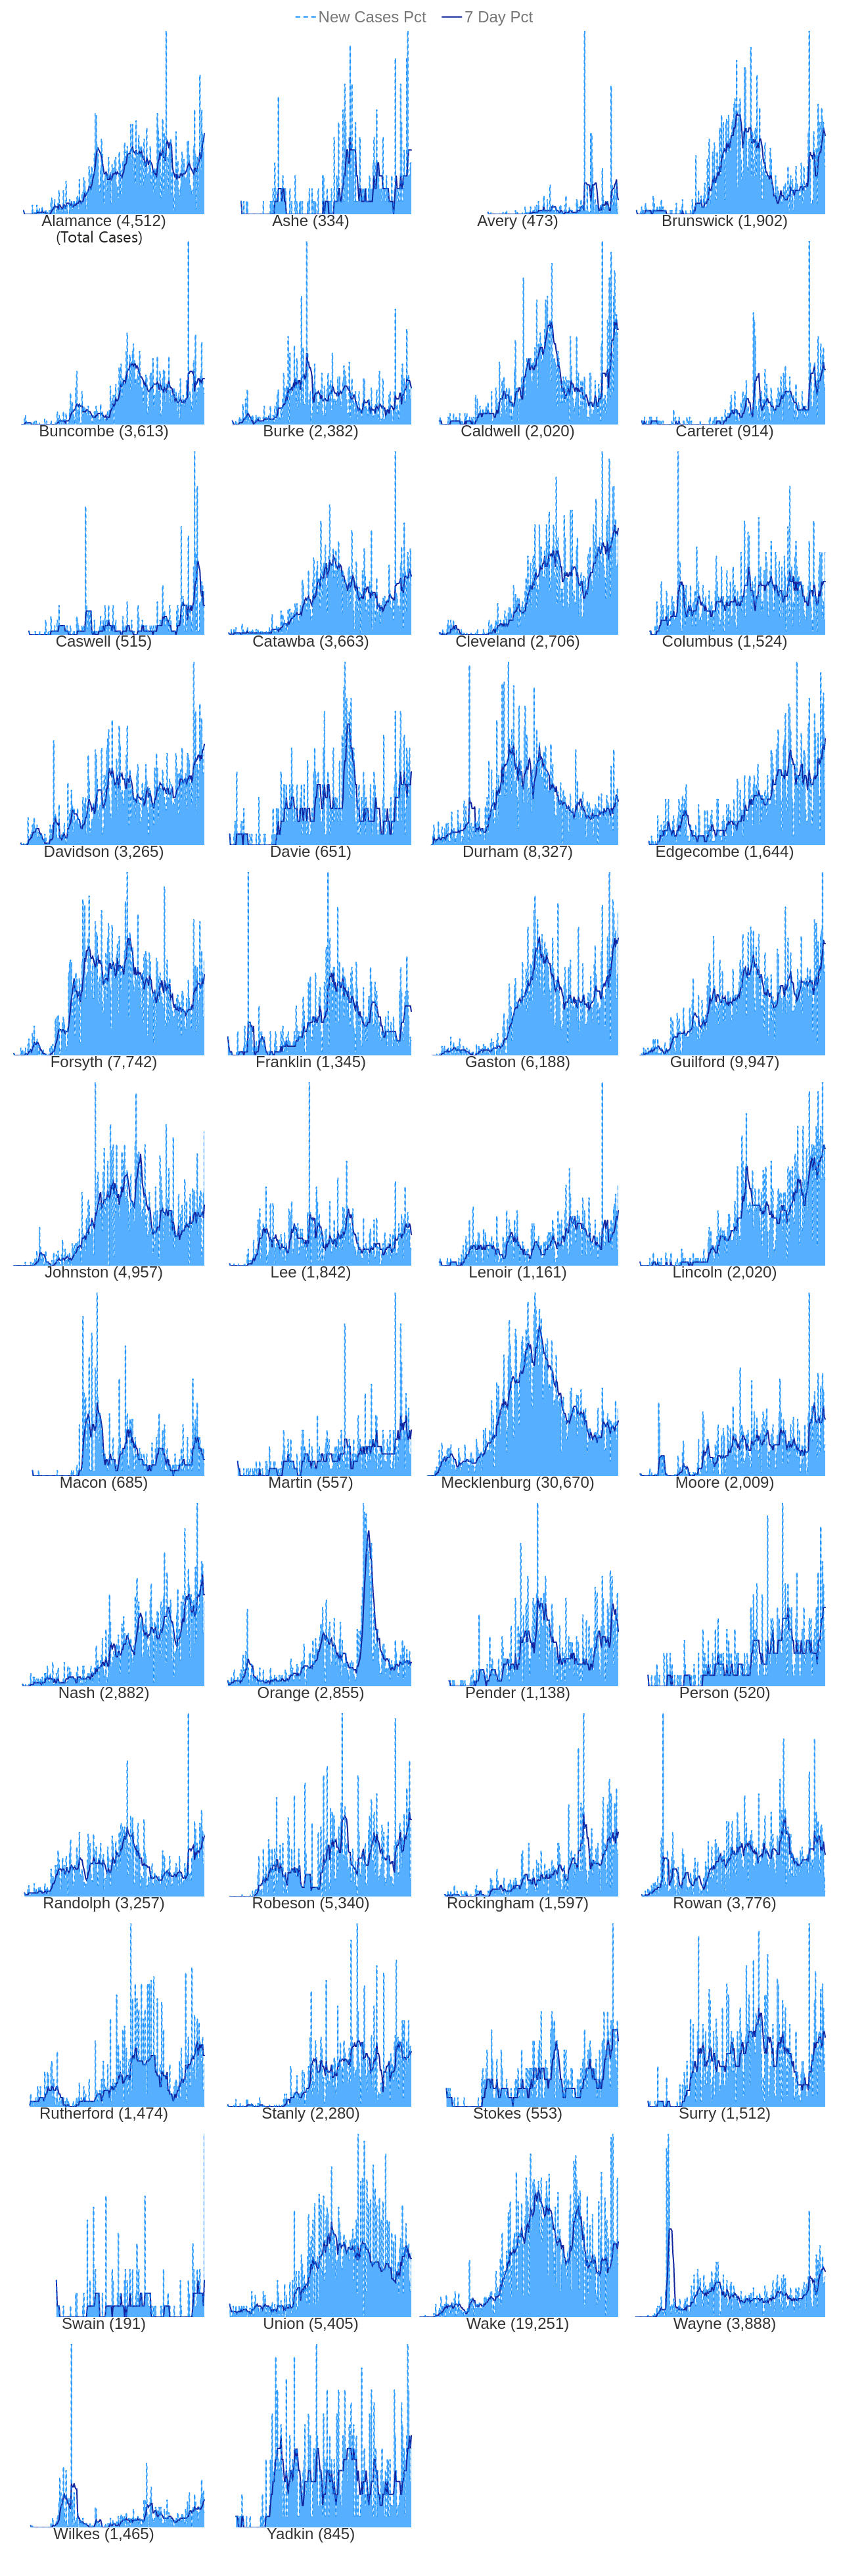 New Cases Pct 7 Day Pct
Alamance (4,512) Ashe (334) Avery (473) Brunswick (1,902)
(Total Cases)
Buncombe (3,613) Burke (2,382) Caldwell (2,020) Carteret (914)
Caswell (515) Catawba (3,663) Cleveland (2,706) Columbus (1,524)
Davidson (3,265) Davie (651) Durham (8,327) Edgecombe (1,644)
Forsyth (7,742) Franklin (1,345) Gaston (6,188) Guilford (9,947)
Johnston (4,957) Lee (1,842) Lenoir (1,161) Lincoln (2,020)
Macon (685) Martin (557) Mecklenburg (30,670) Moore (2,009)
Nash (2,882) Orange (2,855) Pender (1,138) Person (520)
Randolph (3,257) Robeson (5,340) Rockingham (1,597) Rowan (3,776)
Rutherford (1,474) Stanly (2,280) Stokes (553) Surry (1,512)
Swain (191) Union (5,405) Wake (19,251) Wayne (3,888)
Wilkes (1,465) Yadkin (845)